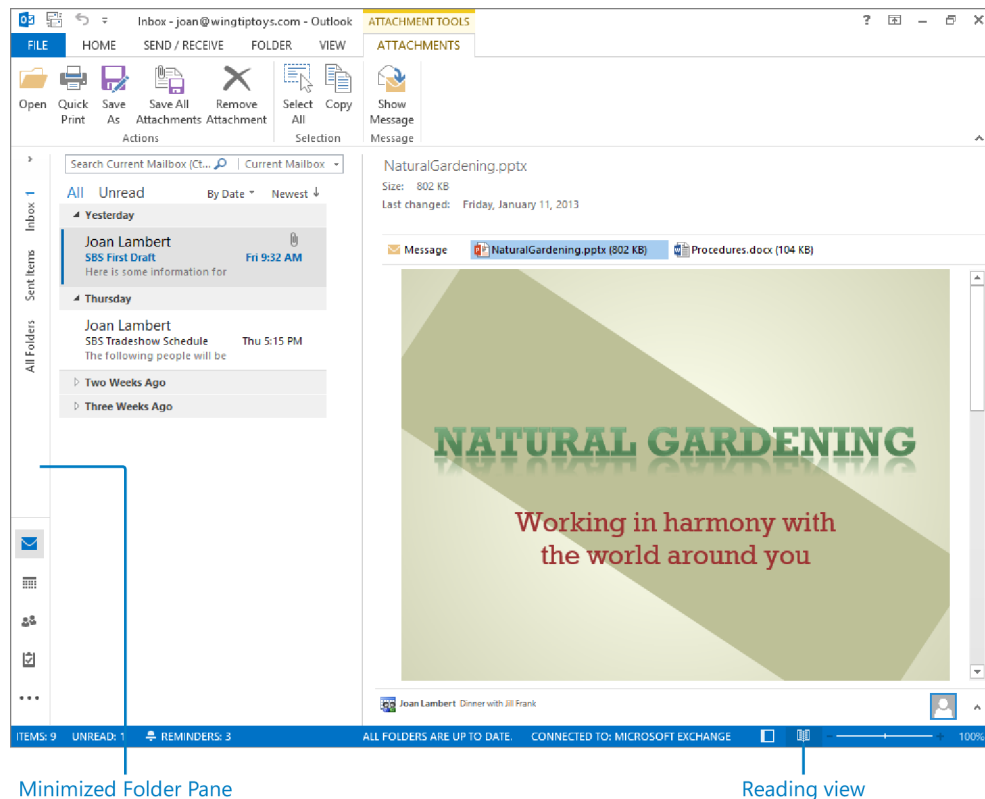 Inbox - joan@wingtiptoys.com - Outlook
ATTACHMENT TOOLS
?
FILE HOME SEND / RECEIVE FOLDER VIEW ATTACHMENTS
Open
Quick Print
Save As
Save All Attachments
Remove Attachment
Select All
Copy
Show Message
Actions
Selection
Message
Search Current Mailbox (Ct...
Current Mailbox
All Unread By Date Newest
Yesterday
Joan Lambert
SBS First Draft Fri 9:32 AM
Here is some information for
Thursday
Joan Lambert
SBS Tradeshow Schedule Thu 5:15 PM
The following people will be
Two Weeks Ago
Three Weeks Ago
Inbox
Sent Items
All Folders
NaturalGardening.pptx
Size: 802 KB
Last changed: Friday, January 11, 2013
Message NaturalGardening.pptx (802 KB) Procedures.docx (104 KB)
NATURAL GARDENING
Working in harmony with
the world around you
Joan Lambert Dinner with Jill Frank
ITEMS: 9 UNREAD: 1 REMINDERS: 3 ALL FOLDERS ARE UP TO DATE. CONNECTED TO: MICROSOFT EXCHANGE 100%
Minimized Folder Pane
Reading view